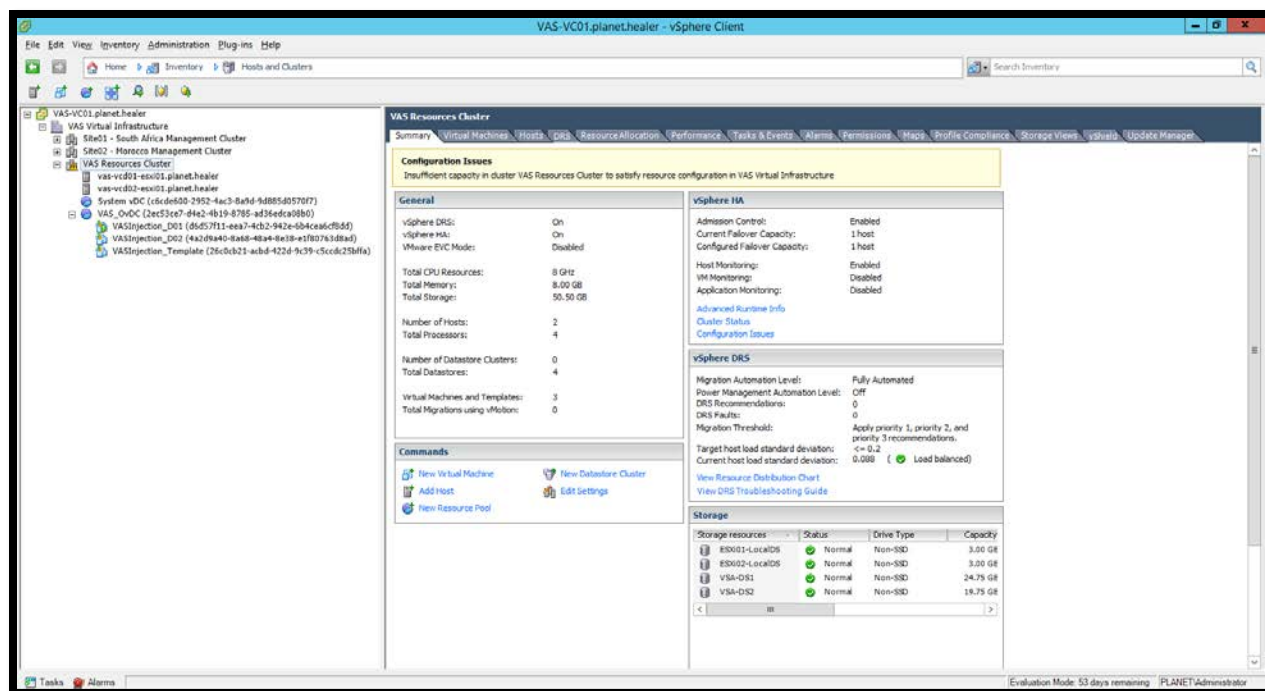 VAS-VC01.planet.healer - vSphere Client
File Edit View Inventory Administration Plug-ins Help
Home Inventory Hosts and Clusters
Search Inventory
VAS-VC01.planet.healer
VAS Virtual Infrastructure
Site01 - South Africa Management Cluster
Site02 - Morocco Management Cluster
VAS Resources Cluster
vas-vcd01-esxi01.planet.healer
vas-vcd02-esxi01.planet.healer
System vDC (c6cde600-2952-4ac3-8a9d-9d885d0570f7)
VAS_OvDC (2ec53ce7-d4e2-4b19-8785-ad36edca08b0)
VASInjection_D01 (d6d57f11-eea7-4cb2-942e-6b4cea6cf8dd)
VASInjection_D02 (4a2d9a40-8a68-48a4-8e38-e1f80763d8ad)
VASInjection_Template (26c0cb21-acbd-422d-9c39-c5ccdc25bffa)
VAS Resources Cluster
Summary Virtual Machines Hosts DRS Resource Allocation Performance Tasks & Events Alarms Permissions Maps Profile Compliance Storage Views vShield Update Manager
Configuration Issues
Insufficient capacity in cluster VAS Resources Cluster to satisfy resource configuration in VAS Virtual Infrastructure
General
vSphere DRS: On
vSphere HA: On
VMware EVC Mode: Disabled
Total CPU Resources: 8 GHz
Total Memory: 8.00 GB
Total Storage: 50.50 GB
Number of Hosts: 2
Total Processors: 4
Number of Datastore Clusters: 0
Total Datastores: 4
Virtual Machines and Templates: 3
Total Migrations using vMotion: 0
Commands
New Virtual Machine New Datastore Cluster
Add Host Edit Settings
New Resource Pool
vSphere HA
Admission Control: Enabled
Current Failover Capacity: 1 host
Configured Failover Capacity: 1 host
Host Monitoring: Enabled
VM Monitoring: Disabled
Application Monitoring: Disabled
Advanced Runtime Info
Cluster Status
Configuration Issues
vSphere DRS
Migration Automation Level: Fully Automated
Power Management Automation Level: Off
DRS Recommendations: 0
DRS Faults: 0
Migration Threshold: Apply priority 1, priority 2, and
priority 3 recommendations.
Target host load standard deviation: <= 0.2
Current host load standard deviation: 0.088 ( Load balanced)
View Resource Distribution Chart
View DRS Troubleshooting Guide
Storage
Storage resources Status Drive Type Capacity
ESXi01-LocalDS Normal Non-SSD 3.00 GB
ESXi02-LocalDS Normal Non-SSD 3.00 GB
VSA-DS1 Normal Non-SSD 24.75 GB
VSA-DS2 Normal Non-SSD 19.75 GB
Tasks Alarms
Evaluation Mode: 53 days remaining PLANET\Administrator